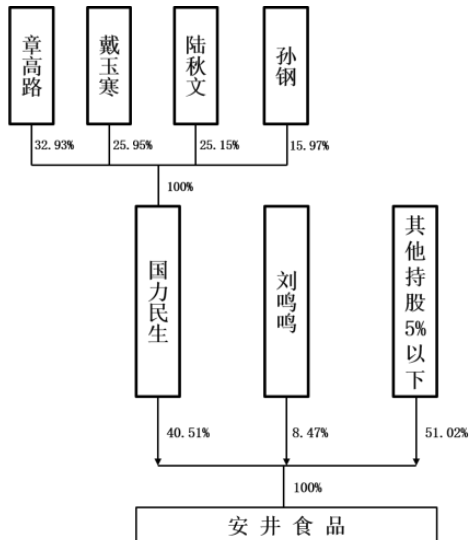 章高路
戴玉寒
陆秋文
孙钢
32.93%
25.95%
25.15%
15.97%
100%
国力民生
刘鸣鸣
其他持股5%以下
40.51%
8.47%
51.02%
100%
安井食品